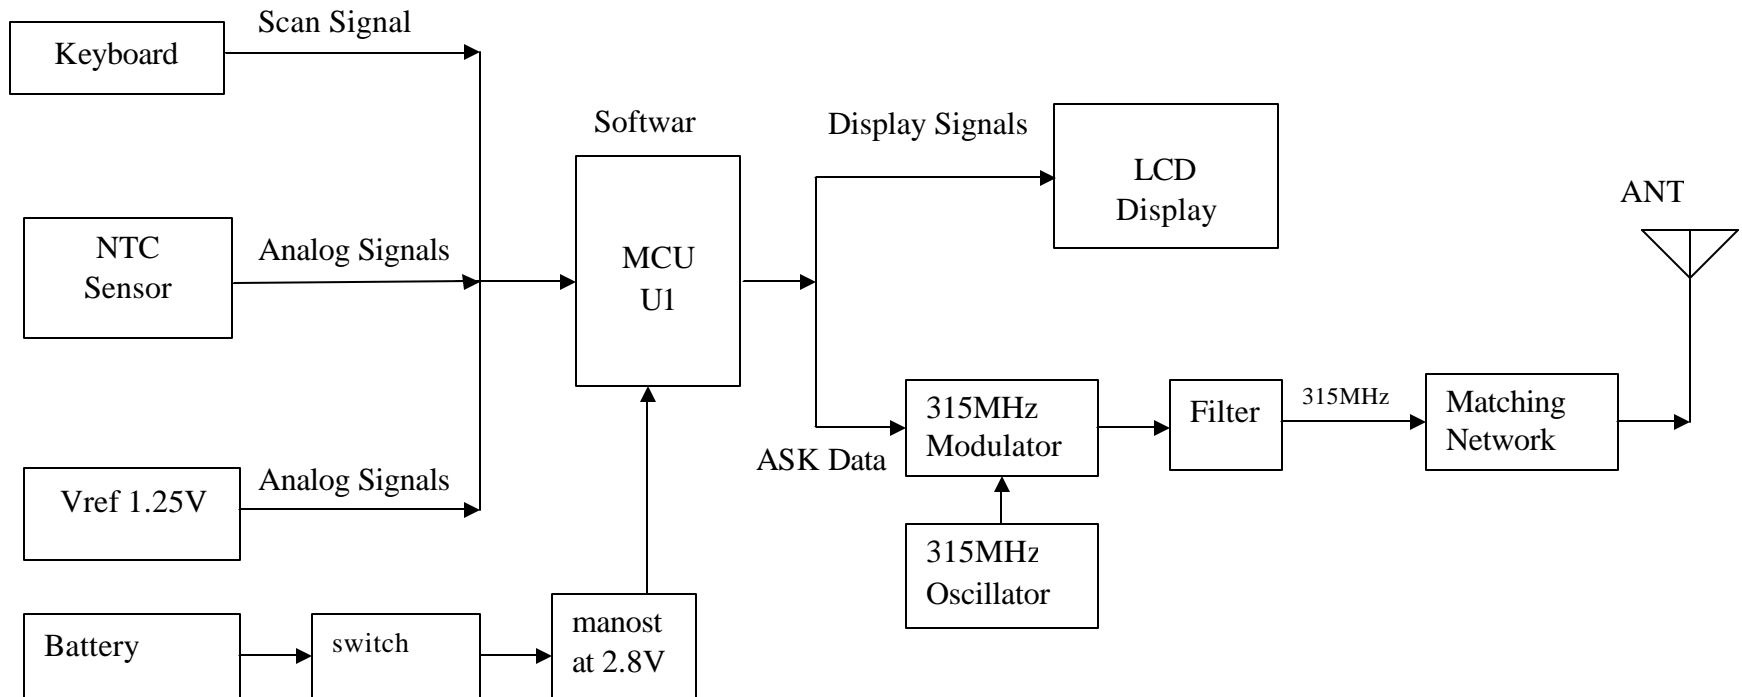 Scan Signal
Keyboard
Softwar
Display Signals
LCD
Display
ANT
NTC
Sensor
Analog Signals
MCU
U1
315MHz
Modulator
Filter
315MHz
Matching
Network
ASK Data
Vref 1.25V
Analog Signals
315MHz
Oscillator
Battery
switch
manost
at 2.8V